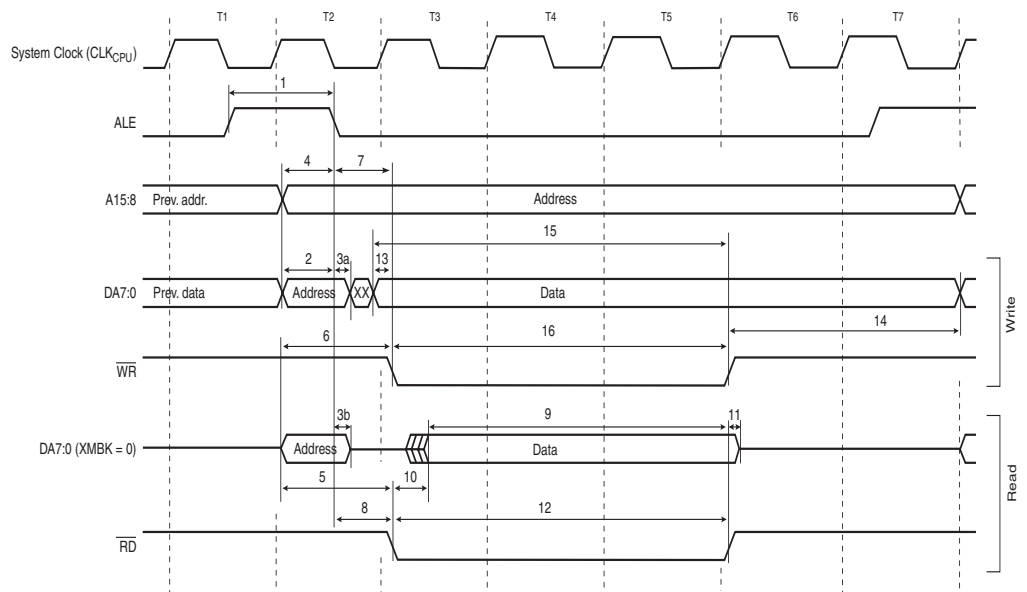 T1 T2 T3 T4 T5 T6 T7
System Clock (CLKCPU)
1
ALE
4 7
A15:8 Prev. addr. Address
15
2 3a 13
DA7:0 Prev. data Address XX Data
14
6 16
WR
Write
3b 9 11
DA7:0 (XMBK = 0) Address Data
5 10
8 12
RD
Read